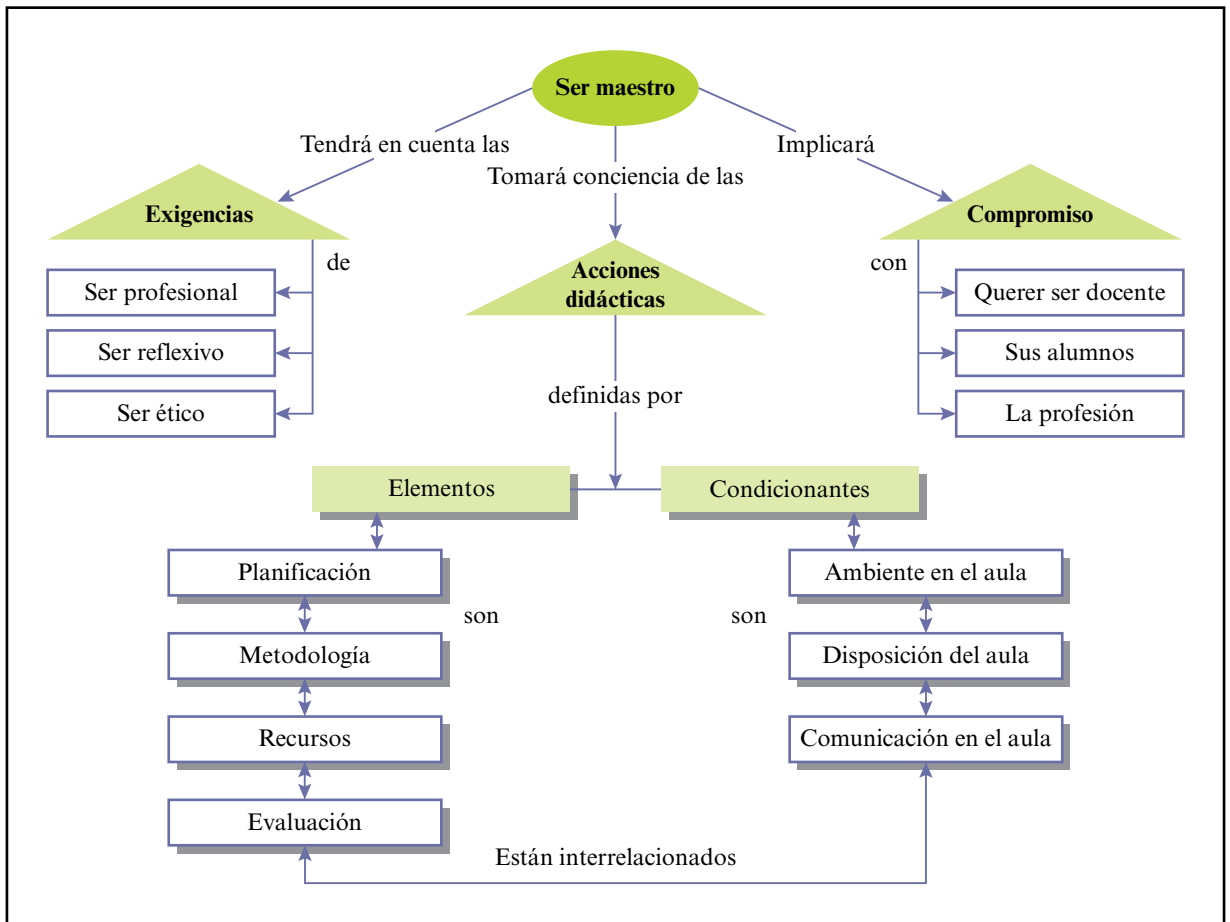 Ser maestro
Tendrá en cuenta las
Implicará
Tomará conciencia de las
Exigencias
Compromiso
de
con
Acciones
didácticas
Ser profesional
Querer ser docente
Ser reflexivo
Sus alumnos
definidas por
Ser ético
La profesión
Elementos
Condicionantes
Planificación
Ambiente en el aula
son
son
Metodología
Disposición del aula
Recursos
Comunicación en el aula
Evaluación
Están interrelacionados